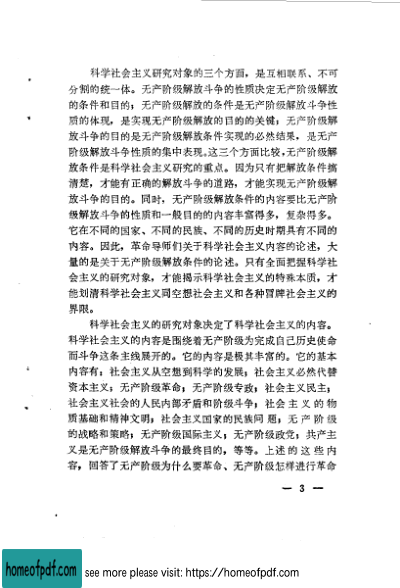 科学社会主义研究对象的三个方面，是互相联系、不可
分割的统一体。无产阶级解放斗争的性质决定无产阶级解放
的条件和目的；无产阶级解放的条件是无产阶级解放斗争性
质的体现，是实现无产阶级解放的目的的关键；无产阶级解
放斗争的目的是无产阶级解放条件实现的必然结果，是无产
阶级解放斗争性质的集中表现。这三个方面比较，无产阶级解
放条件是科学社会主义研究的重点。因为只有把解放条件搞
清楚，才能有正确的解放斗争的道路，才能实现无产阶级解
放斗争的目的。同时，无产阶级解放条件的内容要比无产阶
级解放斗争的性质和一般目的的内容丰富得多，复杂得多。
它在不同的国家、不同的民族、不同的历史时期具有不同的
内容。因此，革命导师们关于科学社会主义内容的论述，大
量的是关于无产阶级解放条件的论述。只有全面把握科学社
会主义的研究对象，才能揭示科学社会主义的特殊本质，才
能划清科学社会主义同空想社会主义和各种冒牌社会主义的
界限。
科学社会主义的研究对象决定了科学社会主义的内容。
科学社会主义的内容是围绕着无产阶级为完成自己历史使命
而斗争这条主线展开的。它的内容是极其丰富的。它的基本
内容有：社会主义从空想到科学的发展；社会主义必然代替
资本主义；无产阶级革命；无产阶级专政；社会主义民主；
社会主义社会的人民内部矛盾和阶级斗争；社会主义的物
质基础和精神文明；社会主义国家的民族问题；无产阶级
的战略和策略；无产阶级国际主义；无产阶级政党；共产主
义是无产阶级解放斗争的最终目的，等等。上述的这些内
容，回答了无产阶级为什么要革命、无产阶级怎样进行革命
— 3 —
homeofpdf.com
see more please visit: https://homeofpdf.com